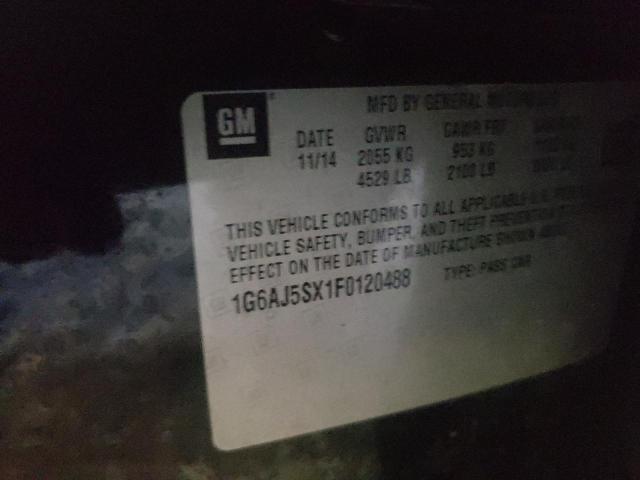 GM
MFD BY GENERAL
DATE GVWR GAWR FRT
11/14 2055 KG 953 KG
4529 LB 2100 LB
THIS VEHICLE CONFORMS TO ALL APPLICABLE U.S.
VEHICLE SAFETY, BUMPER, AND THEFT PREVENTION
EFFECT ON THE DATE OF MANUFACTURE SHOWN ABOVE
1G6AJ5SX1F0120488 TYPE: PASS CAR